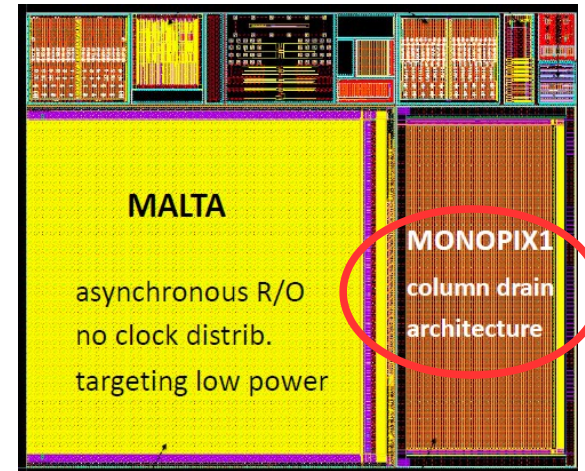 MALTA
asynchronous R/O
no clock distrib.
targeting low power
MONOPIX1
column drain
architecture